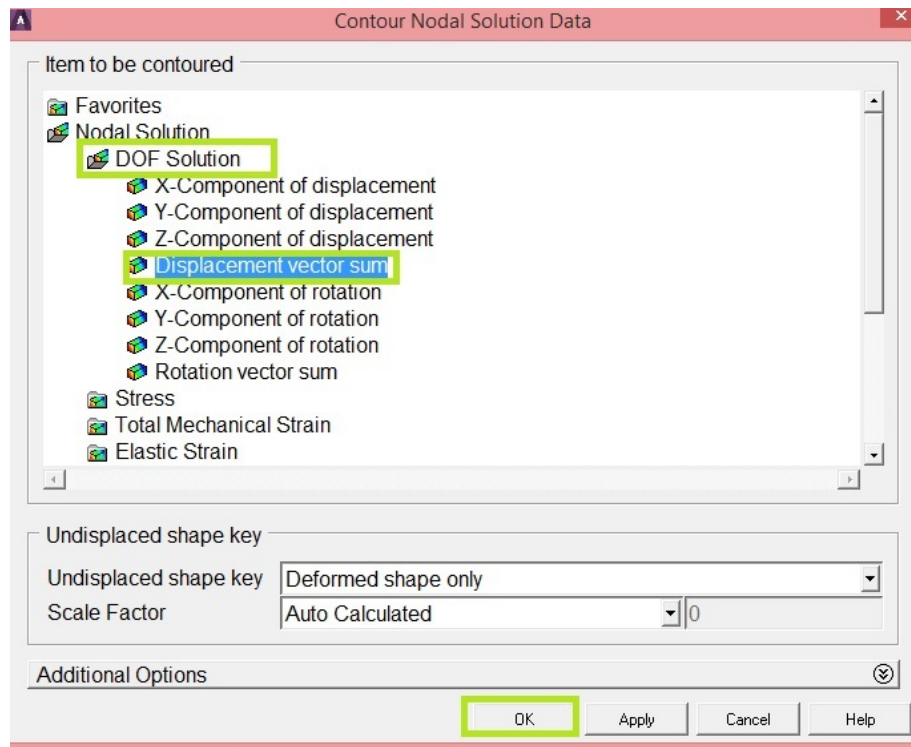 Contour Nodal Solution Data
Item to be contoured
Favorites
Nodal Solution
DOF Solution
X-Component of displacement
Y-Component of displacement
Z-Component of displacement
Displacement vector sum
X-Component of rotation
Y-Component of rotation
Z-Component of rotation
Rotation vector sum
Stress
Total Mechanical Strain
Elastic Strain
Undisplaced shape key
Undisplaced shape key Deformed shape only
Scale Factor Auto Calculated 0
Additional Options
OK Apply Cancel Help